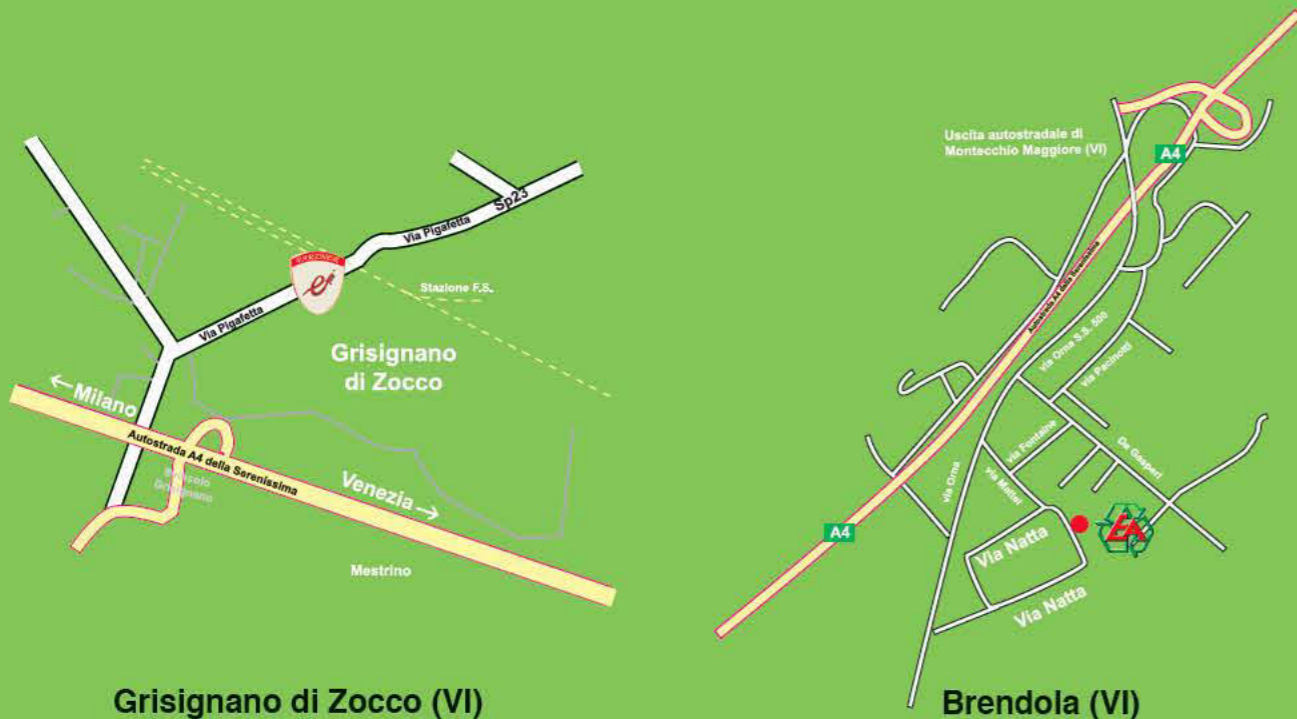 Sp23
Via Pigafetta
Stazione F.S.
Via Pigafetta
Grisignano
di Zocco
← Milano
Autostrada A4 della Serenissima
Grisignano
Venezia →
Mestrino
Grisignano di Zocco (VI)
Uscita autostradale di
Montecchio Maggiore (VI)
A4
Autostrada A4 della Serenissima
via Orna S.S. 500
via Pacinotti
via Fontaine
De Gasperi
via Orna
A4
EA
Via Natta
Via Natta
Brendola (VI)